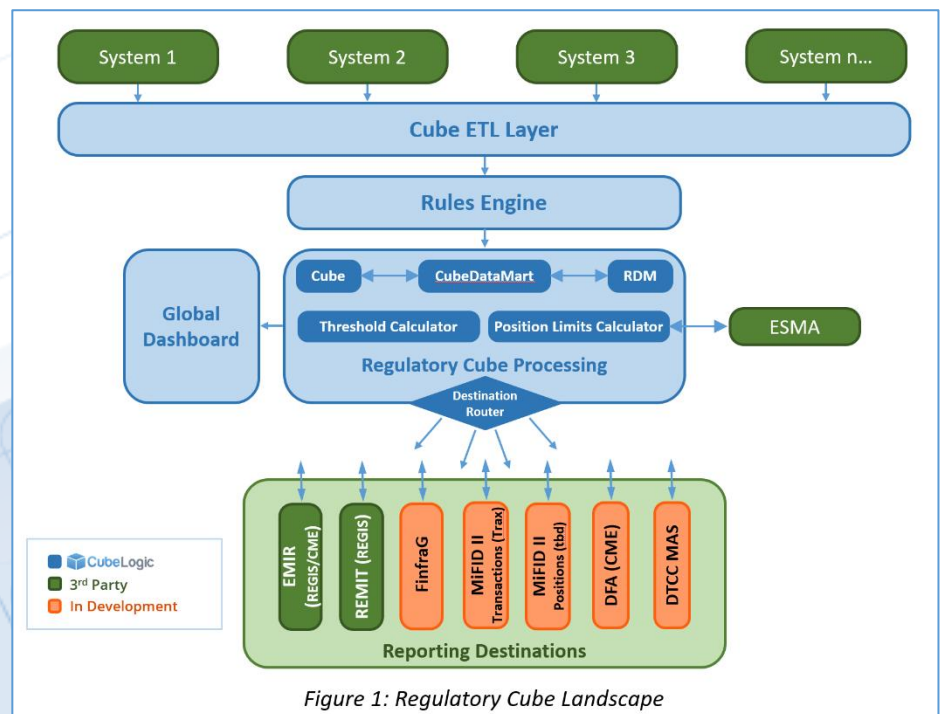 System 1
System 2
System 3
System n...
Cube ETL Layer
Rules Engine
Cube
CubeDataMart
RDM
Global
Dashboard
Threshold Calculator
Position Limits Calculator
ESMA
Regulatory Cube Processing
Destination
Router
EMIR
(REGIS/CME)
REMIT (REGIS)
FinfraG
MiFID II
Transactions (Trax)
MiFID II
Positions (tbd)
DFA (CME)
DTCC MAS
CubeLogic
3rd Party
In Development
Reporting Destinations
Figure 1: Regulatory Cube Landscape